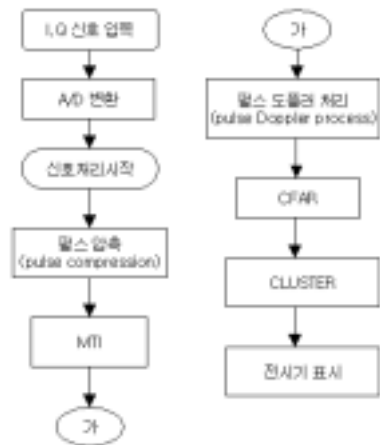 I,Q 신호 입력
A/D 변환
신호처리시작
펄스 압축
(pulse compression)
MTI
가
가
펄스 도플러 처리
(pulse Doppler process)
CFAR
CLUSTER
전시기 표시